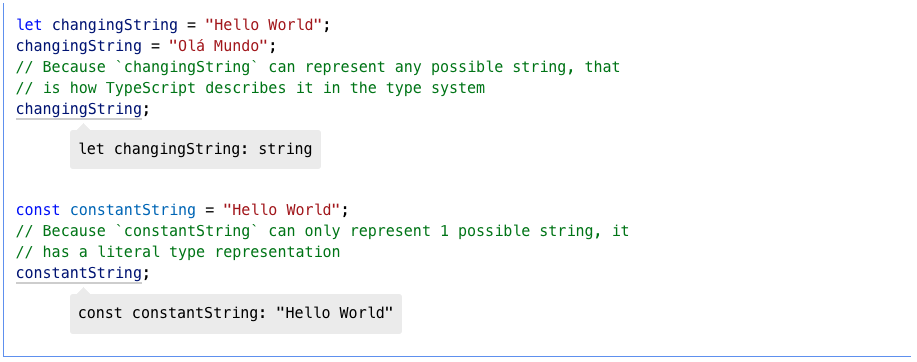 let changingString = "Hello World";
changingString = "Olá Mundo";
// Because `changingString` can represent any possible string, that
// is how TypeScript describes it in the type system
changingString;
let changingString: string
const constantString = "Hello World";
// Because `constantString` can only represent 1 possible string, it
// has a literal type representation
constantString;
const constantString: "Hello World"